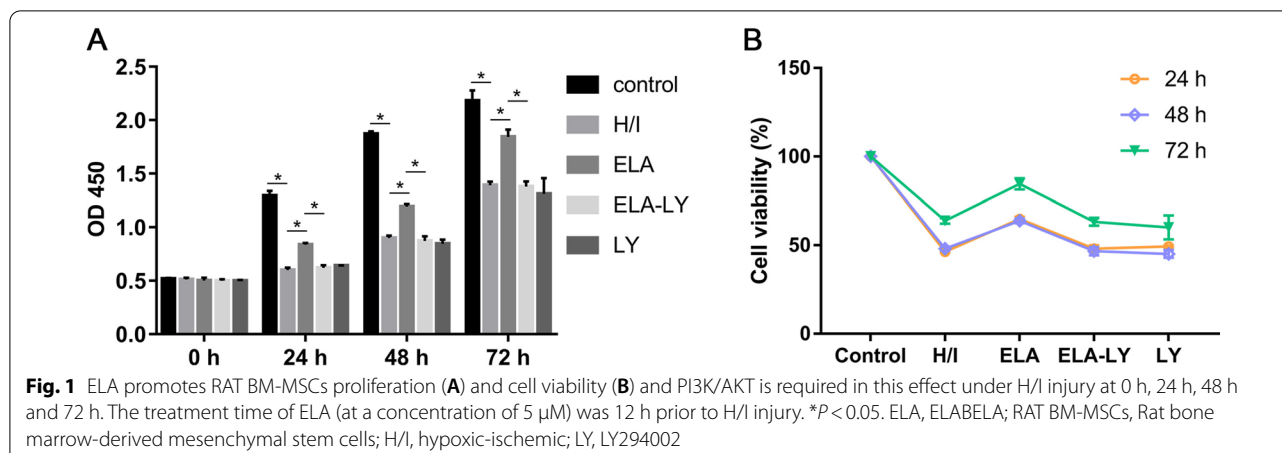 A
2.5
2.0
1.5
1.0
0.5
0.0
OD 450
* * * * * * * * *
0 h 24 h 48 h 72 h
control
H/I
ELA
ELA-LY
LY
B
150
100
50
0
Cell viability (%)
Control H/I ELA ELA-LY LY
24 h
48 h
72 h
Fig. 1 ELA promotes RAT BM-MSCs proliferation (A) and cell viability (B) and PI3K/AKT is required in this effect under H/I injury at 0 h, 24 h, 48 h
and 72 h. The treatment time of ELA (at a concentration of 5 μM) was 12 h prior to H/I injury. *P < 0.05. ELA, ELABELA; RAT BM-MSCs, Rat bone
marrow-derived mesenchymal stem cells; H/I, hypoxic-ischemic; LY, LY294002